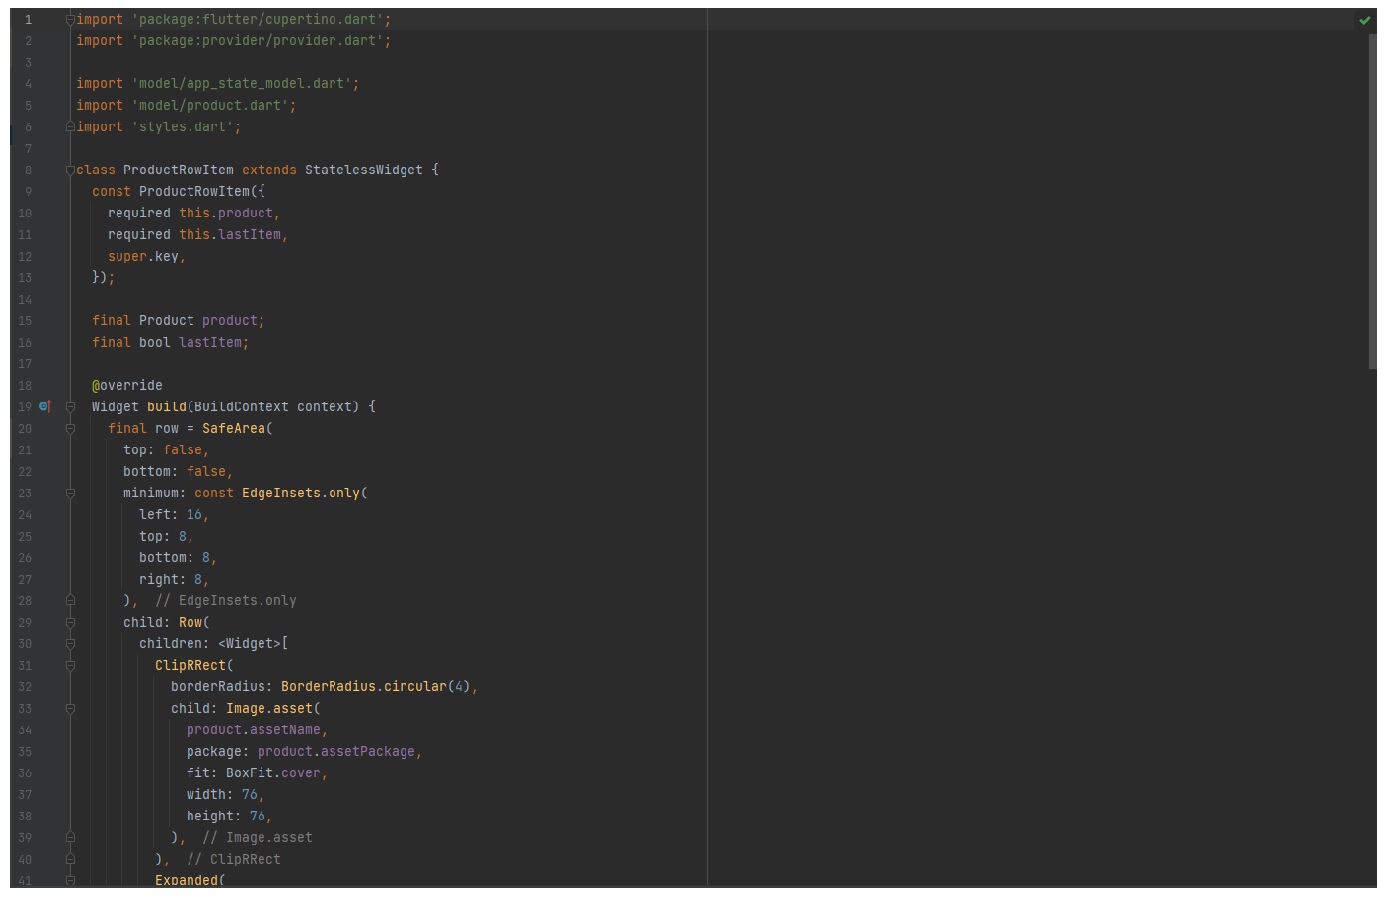 1 import 'package:flutter/cupertino.dart';
2 import 'package:provider/provider.dart';
3
4 import 'model/app_state_model.dart';
5 import 'model/product.dart';
6 import 'styles.dart';
7
8 class ProductRowItem extends StatelessWidget {
9 const ProductRowItem({
10 required this.product,
11 required this.lastItem,
12 super.key,
13 });
14
15 final Product product;
16 final bool lastItem;
17
18 @override
19 Widget build(BuildContext context) {
20 final row = SafeArea(
21 top: false,
22 bottom: false,
23 minimum: const EdgeInsets.only(
24 left: 16,
25 top: 8,
26 bottom: 8,
27 right: 8,
28 ), // EdgeInsets.only
29 child: Row(
30 children: <Widget>[
31 ClipRRect(
32 borderRadius: BorderRadius.circular(4),
33 child: Image.asset(
34 product.assetName,
35 package: product.assetPackage,
36 fit: BoxFit.cover,
37 width: 76,
38 height: 76,
39 ), // Image.asset
40 ), // ClipRRect
41 Expanded(